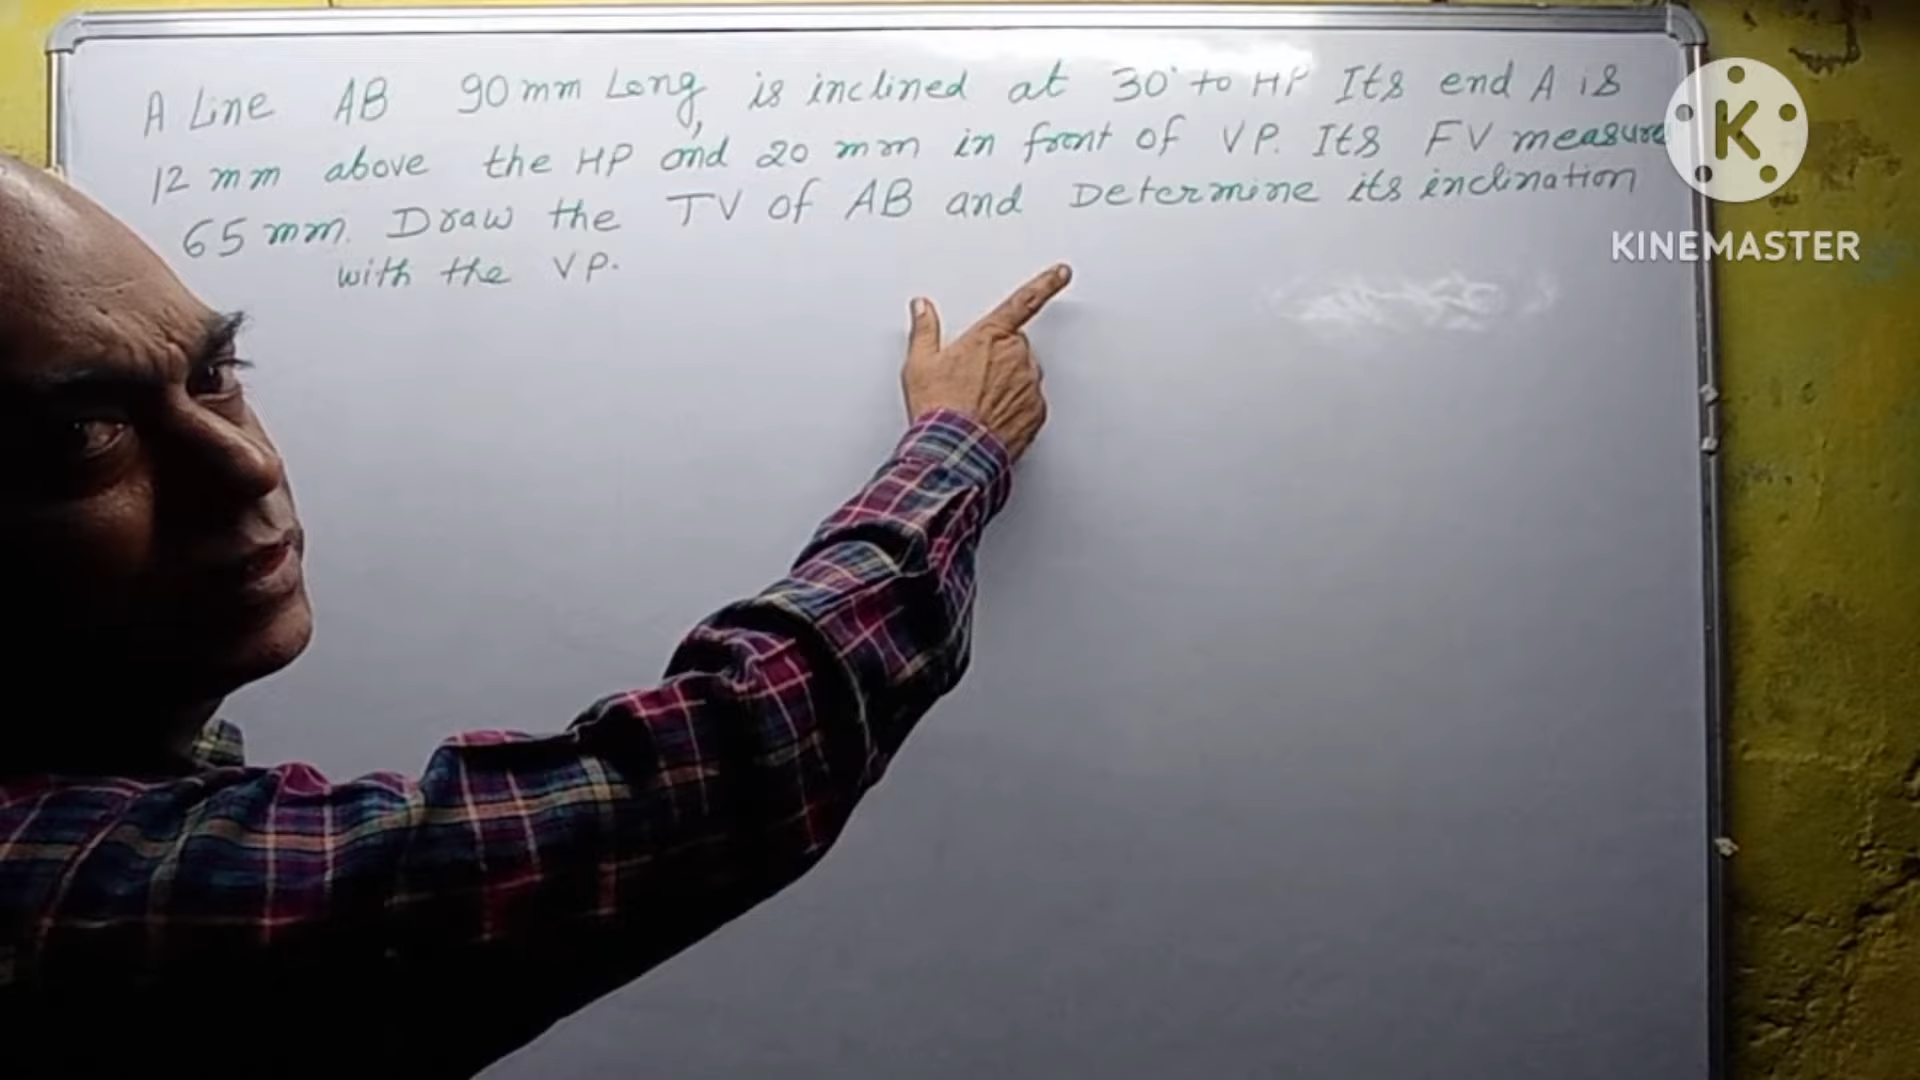 A Line AB 90mm Long, is inclined at 30° to HP Its end A is
12 mm above the HP and 20 mm in front of VP. Its FV measure
65 mm. Draw the TV of AB and Determine its inclination
with the VP.
K
KINEMASTER